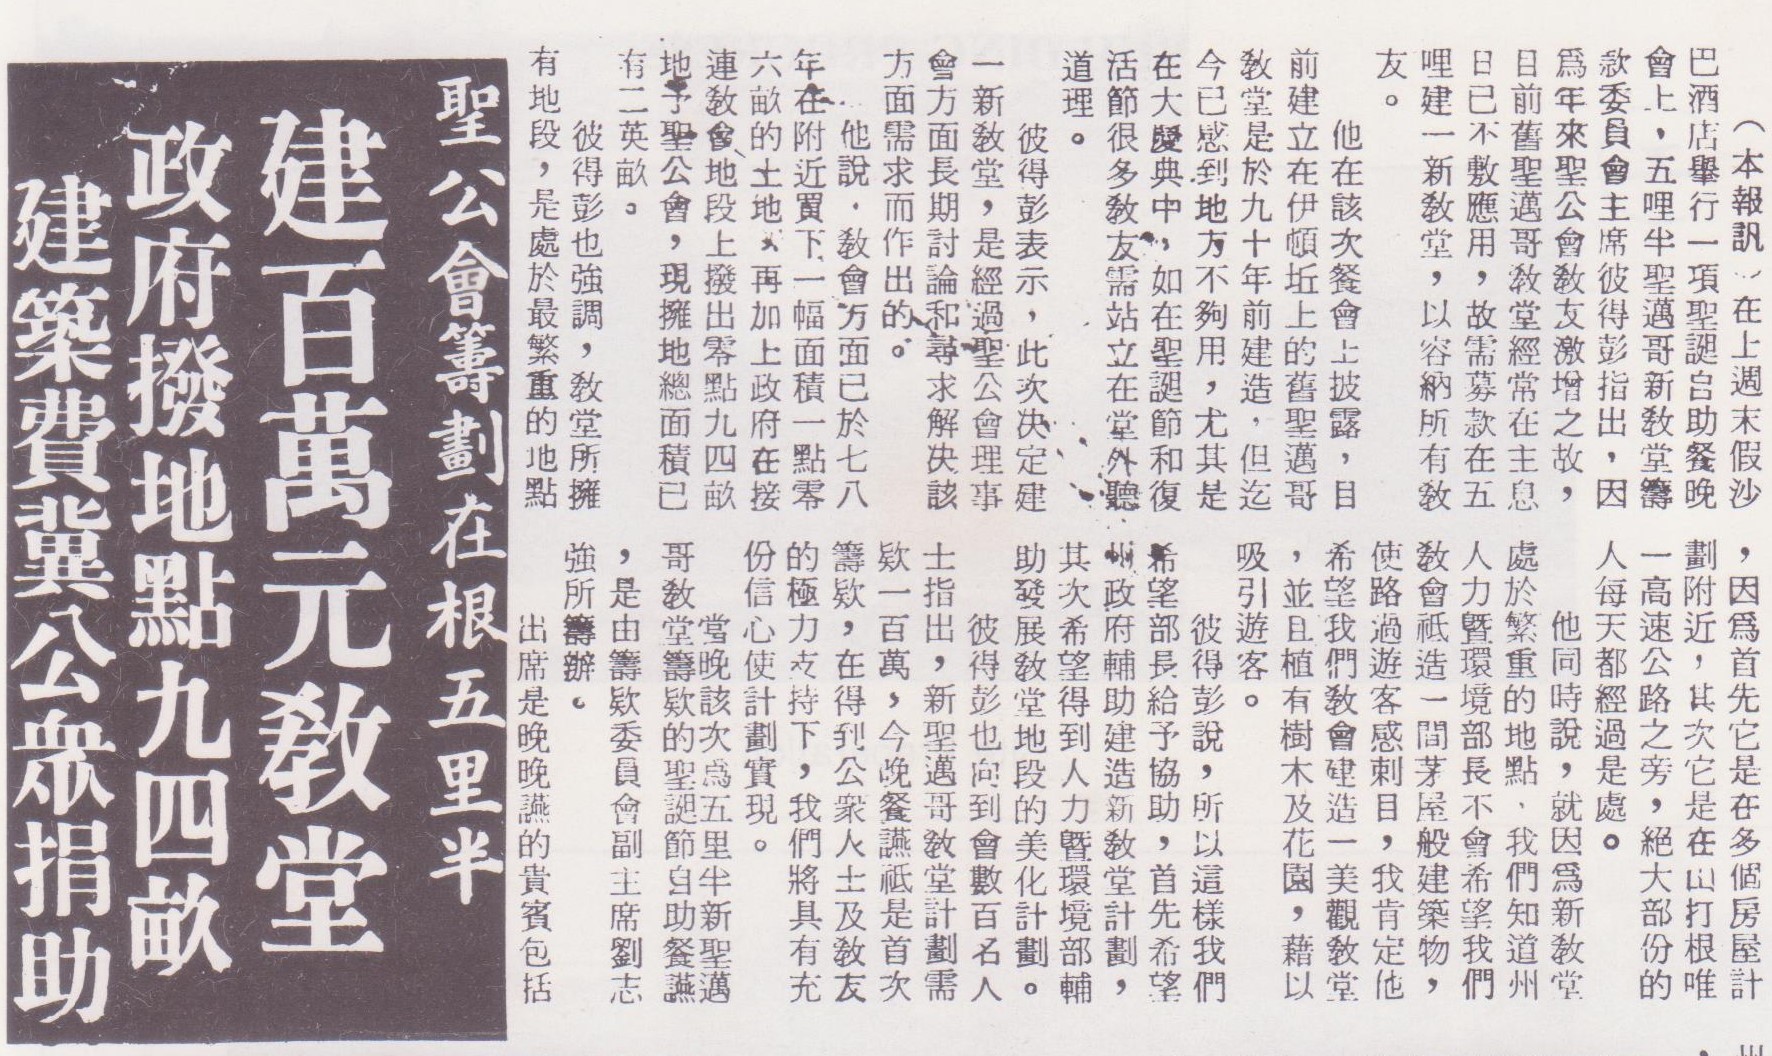 聖公會籌劃在根五里半
建百萬元教堂
政府撥地點九四畝
建築費冀公眾捐助
（本報訊）在上週末假沙
巴酒店舉行一項聖誕自助餐晚
會上，五哩半聖邁哥新教堂籌
款委員會主席彼得彭指出，因
爲年來聖公會教友激增之故，
目前舊聖邁哥教堂經常在主息
日已不敷應用，故需募款在五
哩建一新教堂，以容納所有教
友。
他在該次餐會上披露，目
前建立在伊頓坵上的舊聖邁哥
教堂是於九十年前建造，但迄
今已感到地方不夠用，尤其是
在大慶典中，如在聖誕節和復
活節很多教友需站立在堂外聽
道理。
彼得彭表示，此次決定建
一新教堂，是經過聖公會理事
會方面長期討論和尋求解決該
方面需求而作出的。
他說，教會方面已於七八
年在附近買下一幅面積一點零
六畝的土地，再加上政府在接
連教會地段上撥出零點九四畝
地予聖公會，現擁地總面積已
有二英畝。
彼得彭也強調，教堂所擁
有地段，是處於最繁重的地點
，因爲首先它是在多個房屋計
劃附近，其次它是在山打根唯
一高速公路之旁，絕大部份的
人每天都經過是處。
他同時說，就因爲新教堂
處於繁重的地點，我們知道州
人力暨環境部長不會希望我們
教會祗造一間茅屋般建築物，
使路過遊客感刺目，我肯定他
希望我們教會建造一美觀教堂
，並且植有樹木及花園，藉以
吸引遊客。
彼得彭說，所以這樣我們
希望部長給予協助，首先希望
州政府輔助建造新教堂計劃，
其次希望得到人力暨環境部輔
助發展教堂地段的美化計劃。
彼得彭也向到會數百名人
士指出，新聖邁哥教堂計劃需
欵一百萬，今晚餐讌祗是首次
籌欵，在得到公衆人士及教友
的極力支持下，我們將具有充
份信心使計劃實現。
當晚該次爲五里半新聖邁
哥教堂籌欵的聖誕節自助餐讌
，是由籌欵委員會副主席劉志
強所籌辦。
出席是晚晚讌的貴賓包括